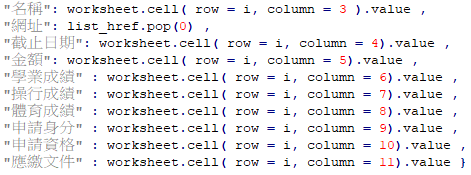 "名稱": worksheet.cell( row = i, column = 3 ).value ,
"網址": list_href.pop(0) ,
"截止日期": worksheet.cell( row = i, column = 4).value ,
"金額": worksheet.cell( row = i, column = 5).value ,
"學業成績" : worksheet.cell( row = i, column = 6).value ,
"操行成績" : worksheet.cell( row = i, column = 7).value ,
"體育成績" : worksheet.cell( row = i, column = 8).value ,
"申請身分" : worksheet.cell( row = i, column = 9).value ,
"申請資格" : worksheet.cell( row = i, column = 10).value ,
"應繳文件" : worksheet.cell( row = i, column = 11).value }